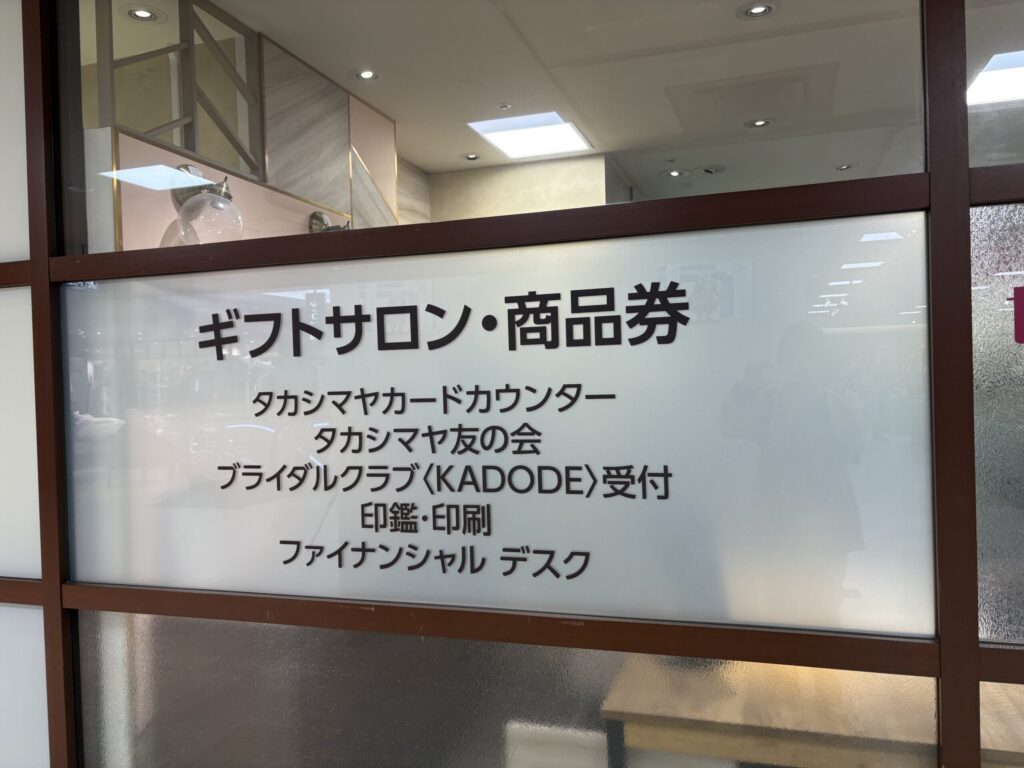 ギフトサロン・商品券
タカシマヤカードカウンター
タカシマヤ友の会
ブライダルクラブ〈KADODE〉受付
印鑑・印刷
ファイナンシャル デスク